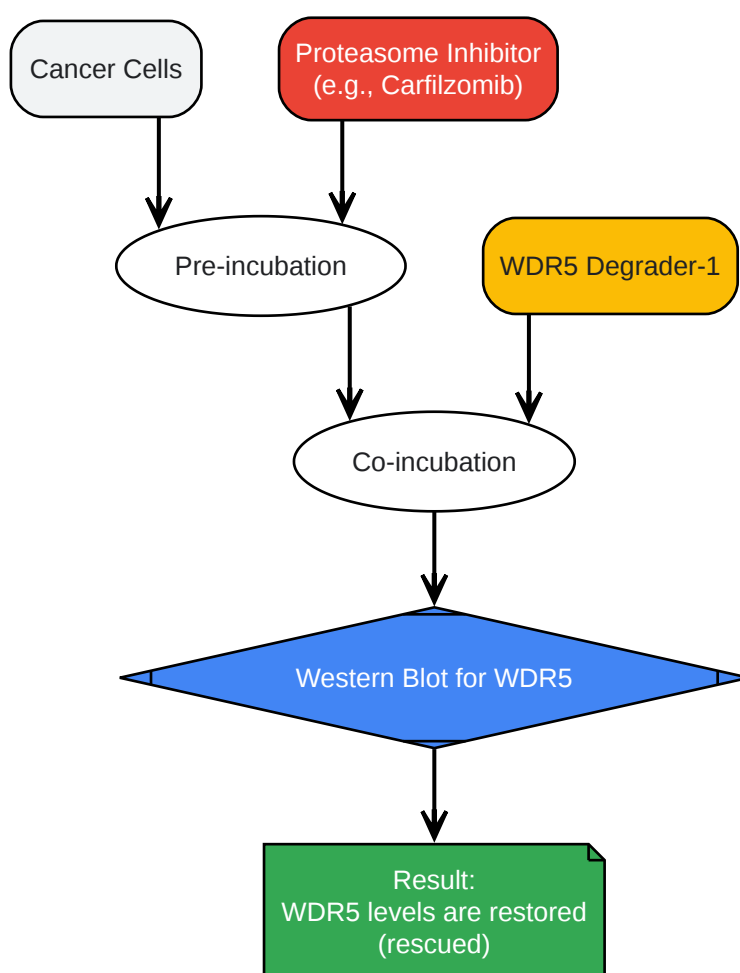 Cancer Cells
Proteasome Inhibitor
(e.g., Carfilzomib)
Pre-incubation
WDR5 Degrader-1
Co-incubation
Western Blot for WDR5
Result:
WDR5 levels are restored
(rescued)